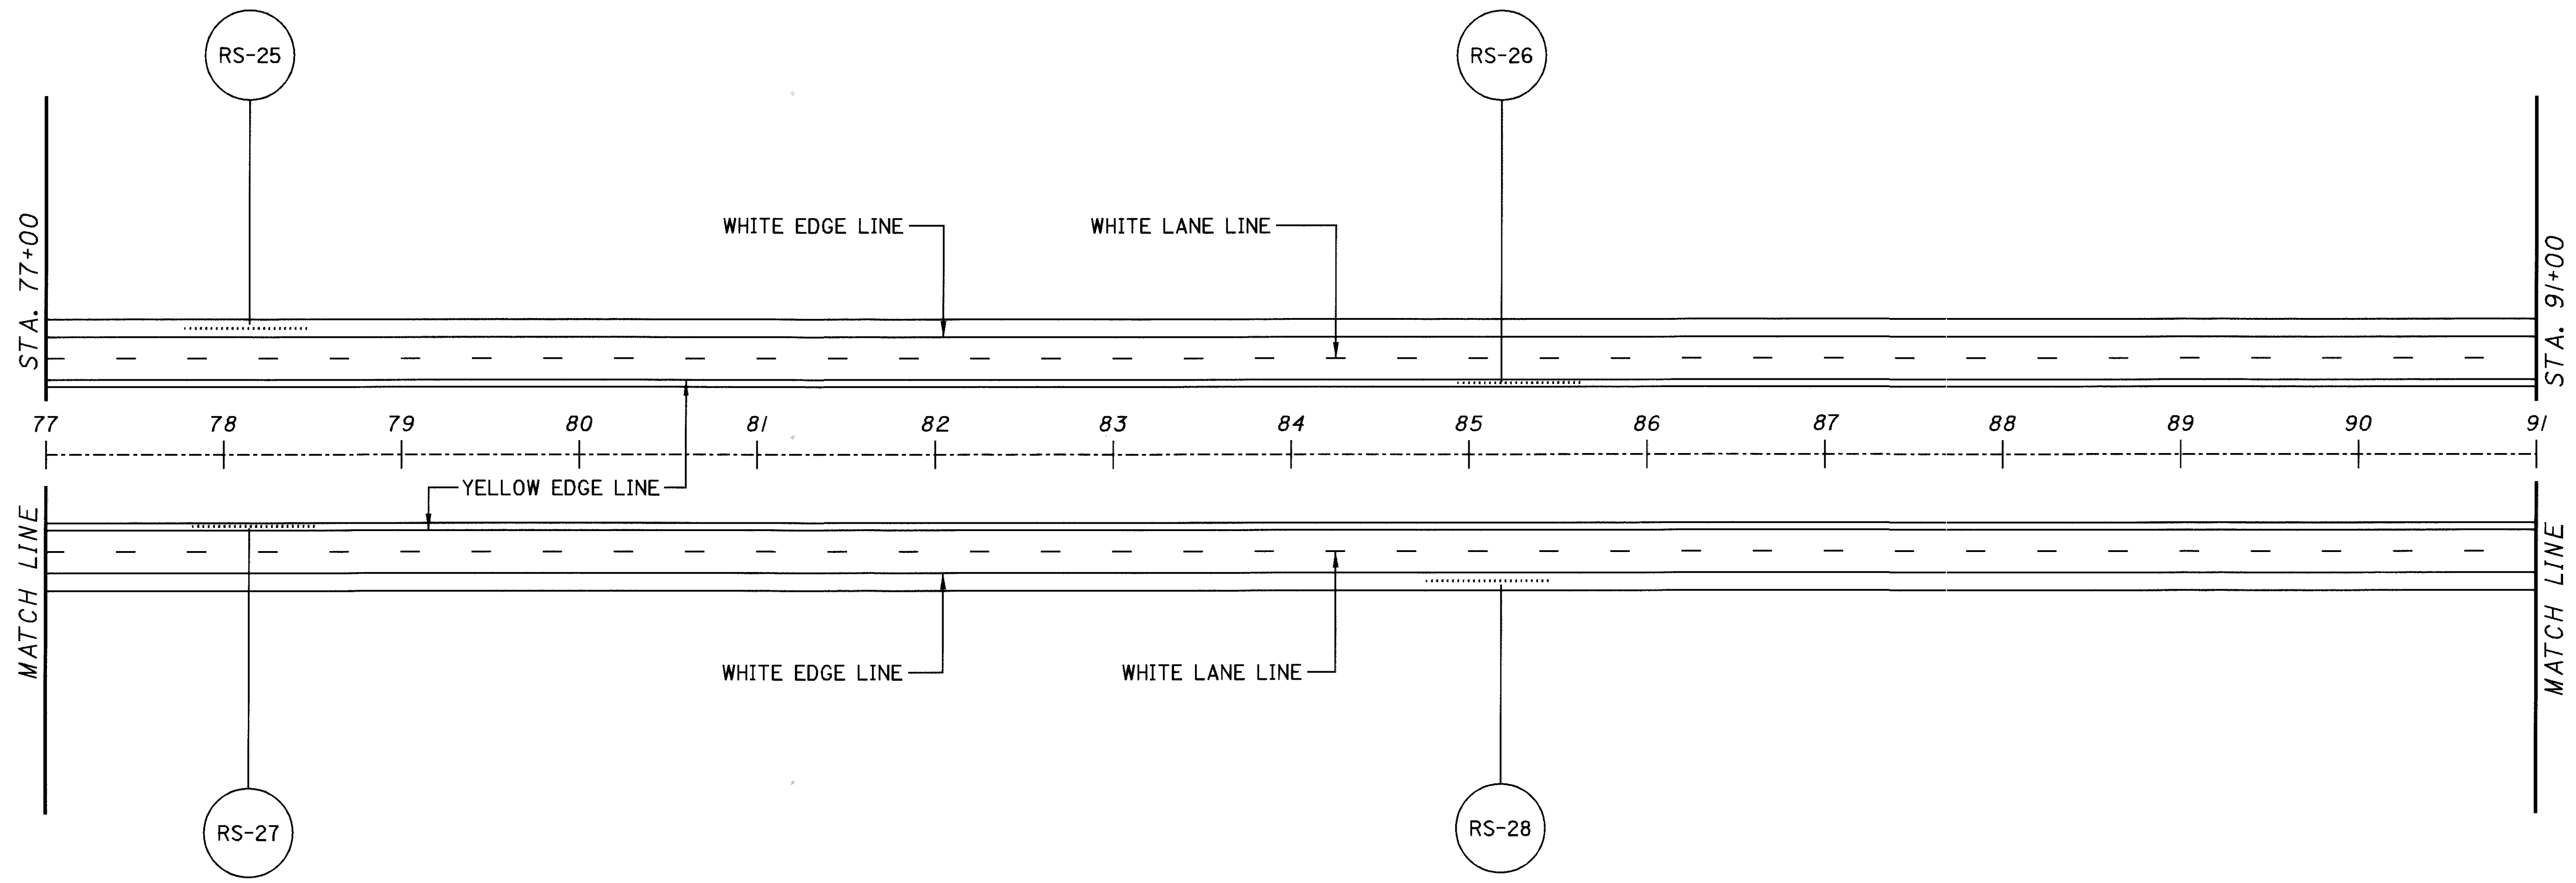 RS-25
RS-26
WHITE EDGE LINE
WHITE LANE LINE
STA. 77+00
STA. 91+00
77 78 79 80 81 82 83 84 85 86 87 88 89 90 91
YELLOW EDGE LINE
MATCH LINE
MATCH LINE
WHITE EDGE LINE
WHITE LANE LINE
RS-27
RS-28